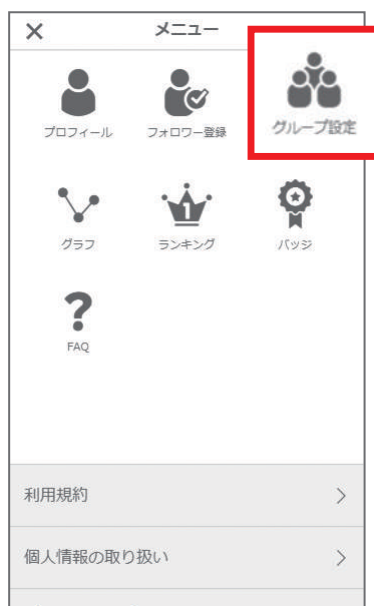 メニュー
プロフィール
フォロワー登録
グループ設定
グラフ
ランキング
1
バッジ
FAQ
利用規約
個人情報の取り扱い